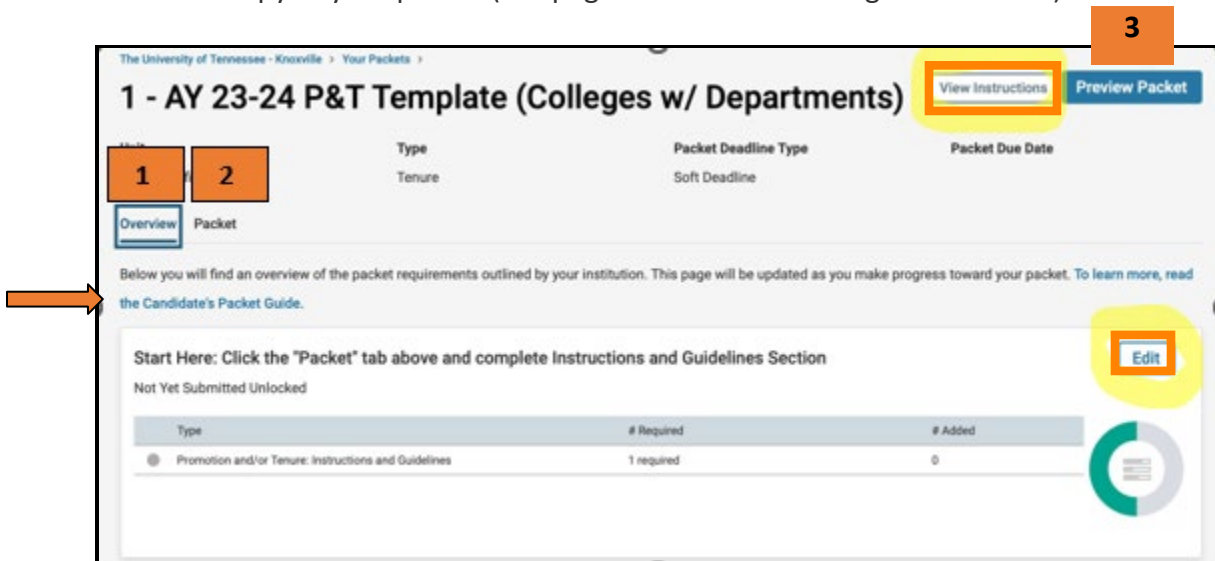 3
The University of Tennessee - Knoxville > Your Packets >
1 - AY 23-24 P&T Template (Colleges w/ Departments)
View Instructions
Preview Packet
Type
Packet Deadline Type
Packet Due Date
1
2
Tenure
Soft Deadline
Overview
Packet
Below you will find an overview of the packet requirements outlined by your institution. This page will be updated as you make progress toward your packet. To learn more, read
the Candidate's Packet Guide.
Start Here: Click the "Packet" tab above and complete Instructions and Guidelines Section
Edit
Not Yet Submitted Unlocked
Type
# Required
# Added
Promotion and/or Tenure: Instructions and Guidelines
1 required
0